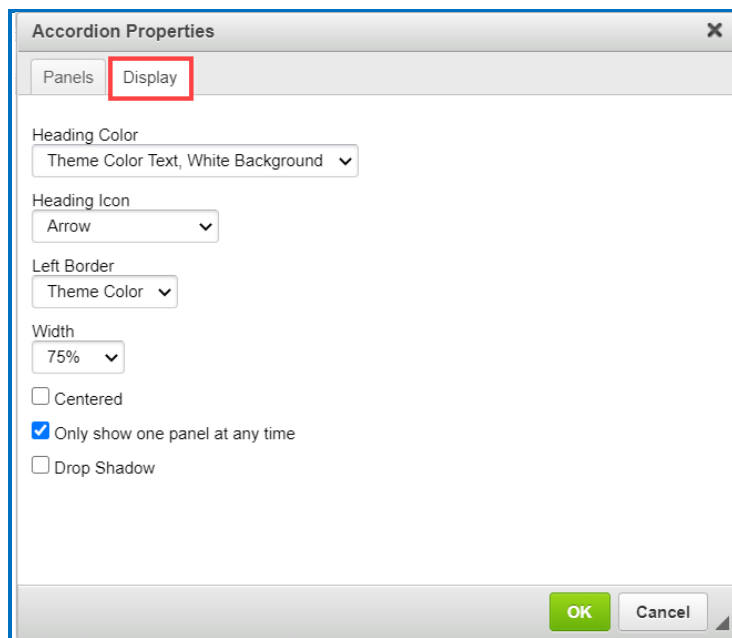 Accordion Properties
Panels Display
Heading Color
Theme Color Text, White Background
Heading Icon
Arrow
Left Border
Theme Color
Width
75%
Centered
Only show one panel at any time
Drop Shadow
OK Cancel